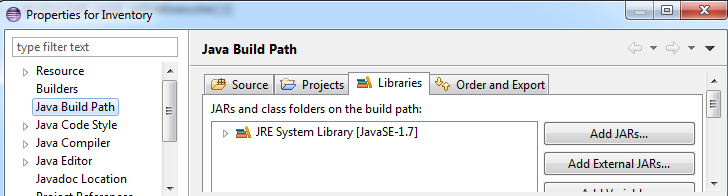 Properties for Inventory
type filter text
Resource
Builders
Java Build Path
Java Code Style
Java Compiler
Java Editor
Javadoc Location
Project References
Java Build Path
Source
Projects
Libraries
Order and Export
JARs and class folders on the build path:
JRE System Library [JavaSE-1.7]
Add JARs...
Add External JARs...